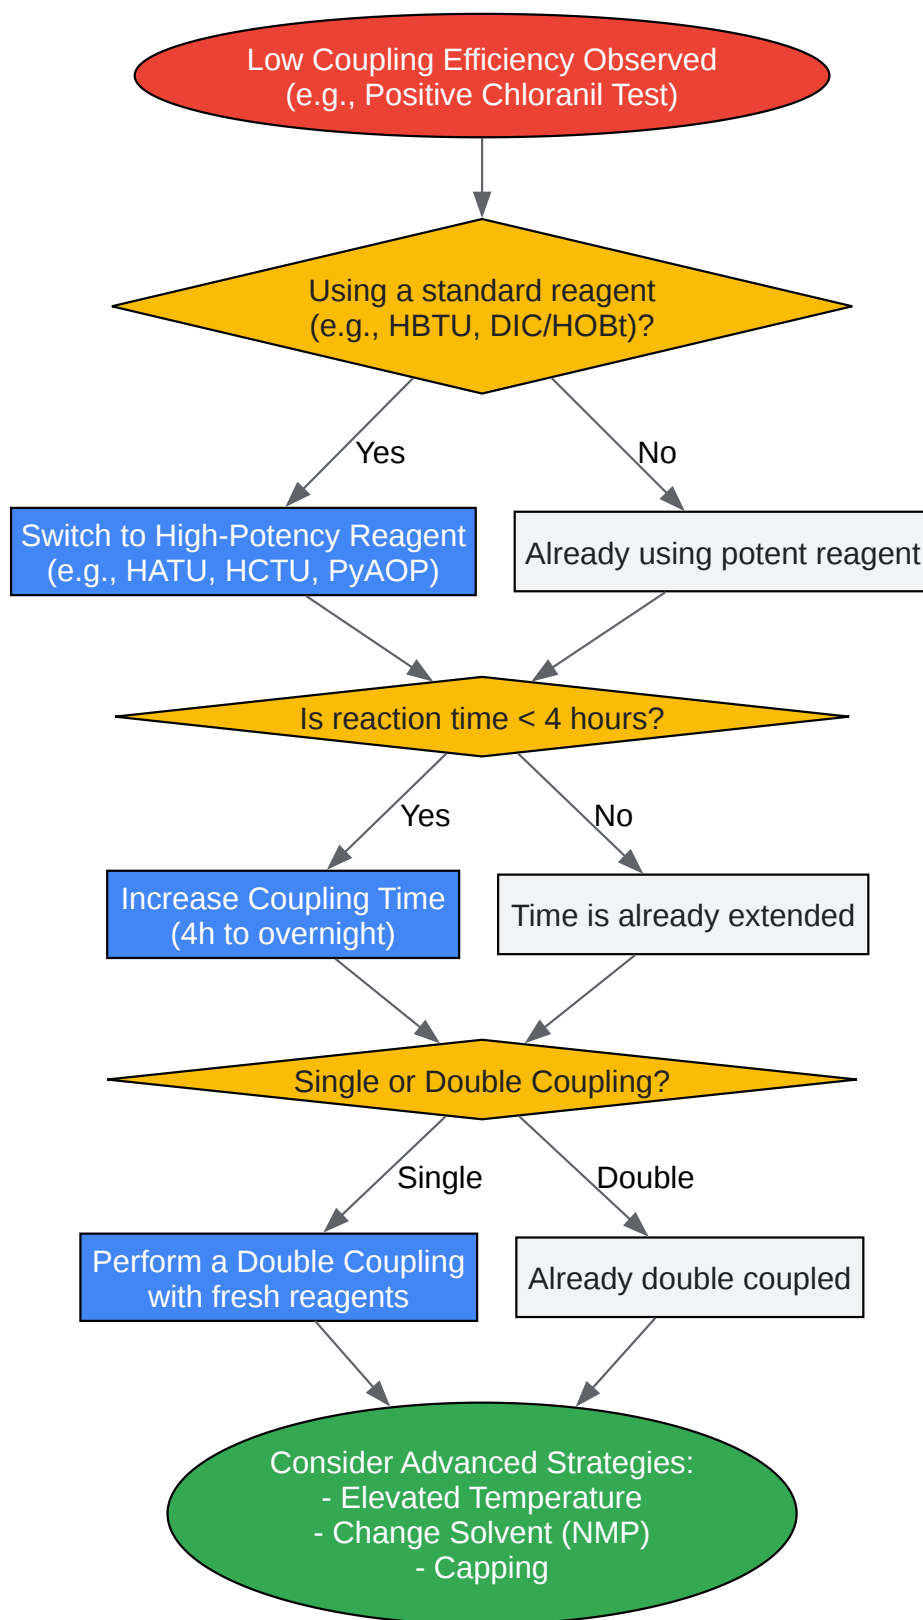 Low Coupling Efficiency Observed
(e.g., Positive Chloranil Test)
Using a standard reagent
(e.g., HBTU, DIC/HOBt)?
Yes
No
Switch to High-Potency Reagent
(e.g., HATU, HCTU, PyAOP)
Already using potent reagent
Is reaction time < 4 hours?
Yes
No
Increase Coupling Time
(4h to overnight)
Time is already extended
Single or Double Coupling?
Single
Double
Perform a Double Coupling
with fresh reagents
Already double coupled
Consider Advanced Strategies:
- Elevated Temperature
- Change Solvent (NMP)
- Capping